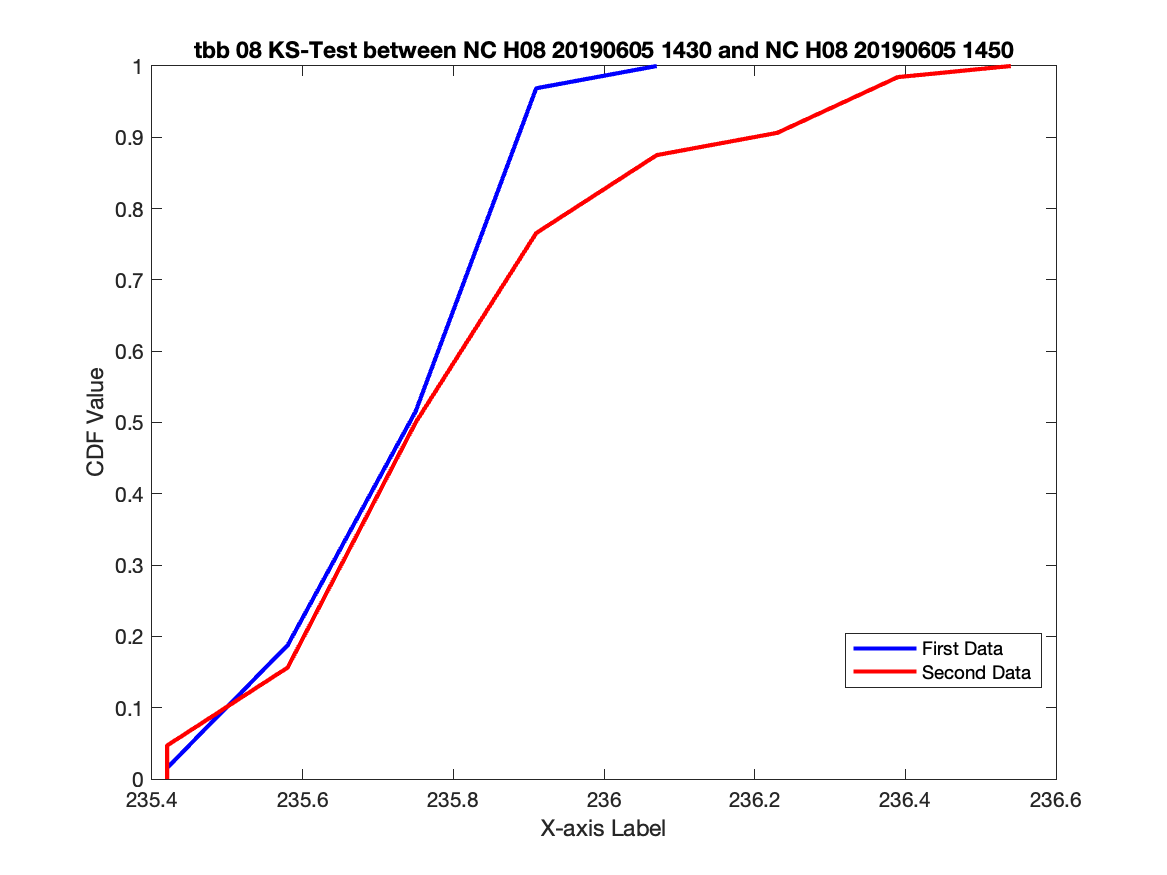 tbb 08 KS-Test between NC H08 20190605 1430 and NC H08 20190605 1450
1
0.9
0.8
0.7
0.6
0.5
0.4
0.3
0.2
0.1
0
CDF Value
First Data
Second Data
235.4 235.6 235.8 236 236.2 236.4 236.6
X-axis Label